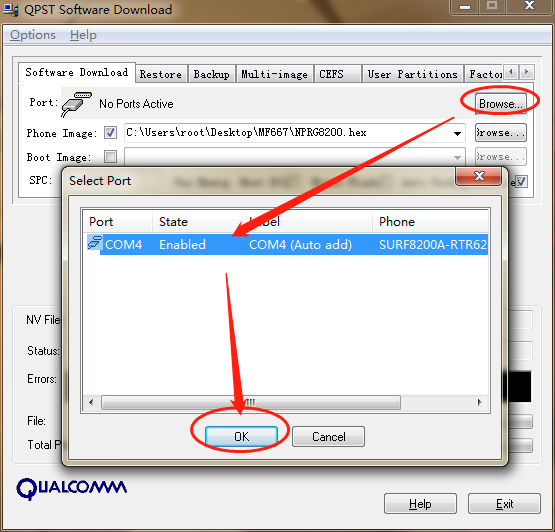 QPST Software Download
Options Help
Software Download Restore Backup Multi-image CEFS User Partitions Factor
Port: No Ports Active Browse...
Phone Image: C:\Users\root\Desktop\MF667\NPRG8200.hex Browse...
Boot Image: Browse...
SPC:
Select Port
Port State Label Phone
COM4 Enabled COM4 (Auto add) SURF8200A-RTR62
OK Cancel
NV File
Status:
Errors:
File:
Total P
QUALCOMM
Help Exit